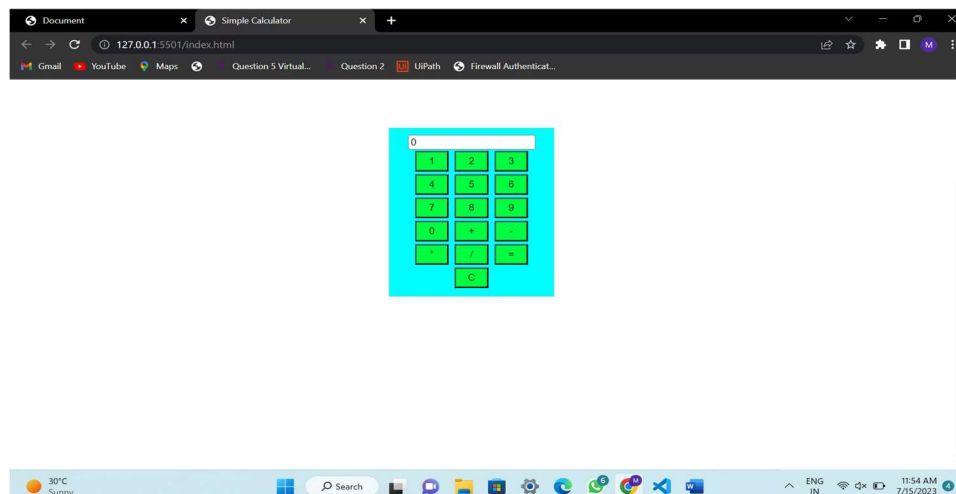 Document
Simple Calculator
127.0.0.1:5501/index.html
M
Gmail
YouTube
Maps
Question 5 Virtual...
Question 2
Ui
UiPath
Firewall Authenticat...
0
1 2 3
4 5 6
7 8 9
0 + -
* / =
C
30°C
Sunny
Search
ENG
IN
11:54 AM
7/15/2023
4